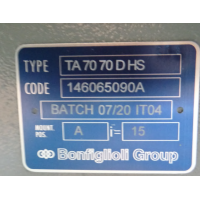 TYPE TA 70 70 D HS
CODE 146065090A
BATCH 07/20 IT04
MOUNT. POS. A i= 15
Bonfiglioli Group